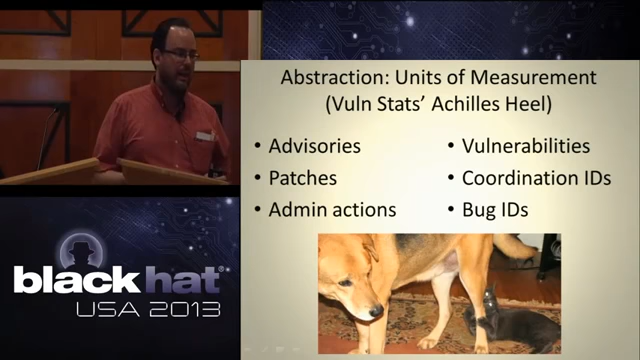 Abstraction: Units of Measurement
(Vuln Stats' Achilles Heel)
• Advisories
• Patches
• Admin actions
• Vulnerabilities
• Coordination IDs
• Bug IDs
black hat®
USA 2013